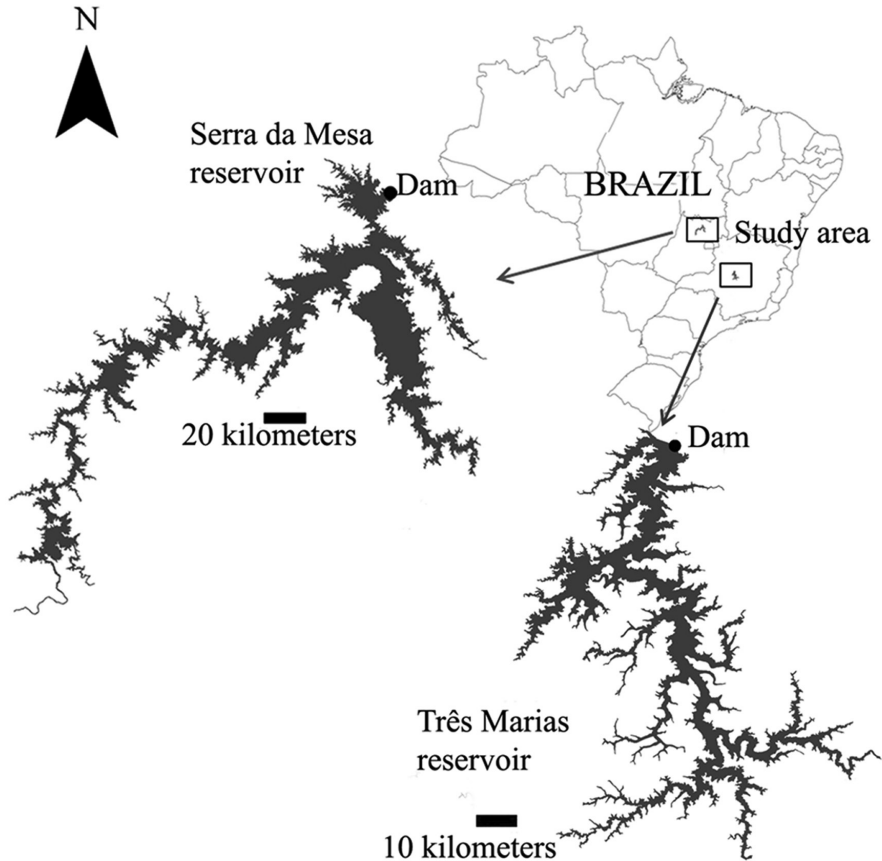 N
Serra da Mesa
reservoir
Dam
BRAZIL
Study area
20 kilometers
Dam
Três Marias
reservoir
10 kilometers